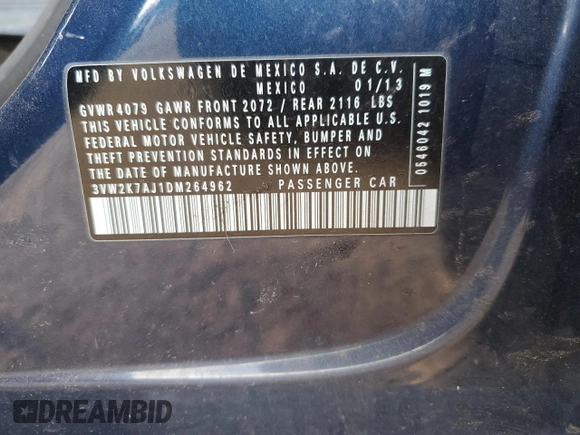 MFD BY VOLKSWAGEN DE MEXICO S.A. DE C.V.
MEXICO 01/13
GVWR 4079 GAWR FRONT 2072 / REAR 2116 LBS
THIS VEHICLE CONFORMS TO ALL APPLICABLE U.S.
FEDERAL MOTOR VEHICLE SAFETY, BUMPER AND
THEFT PREVENTION STANDARDS IN EFFECT ON
THE DATE OF MANUFACTURE SHOWN ABOVE.
3VW2K7AJ1DM264962 PASSENGER CAR
0546042 1019 M
DREAMBID